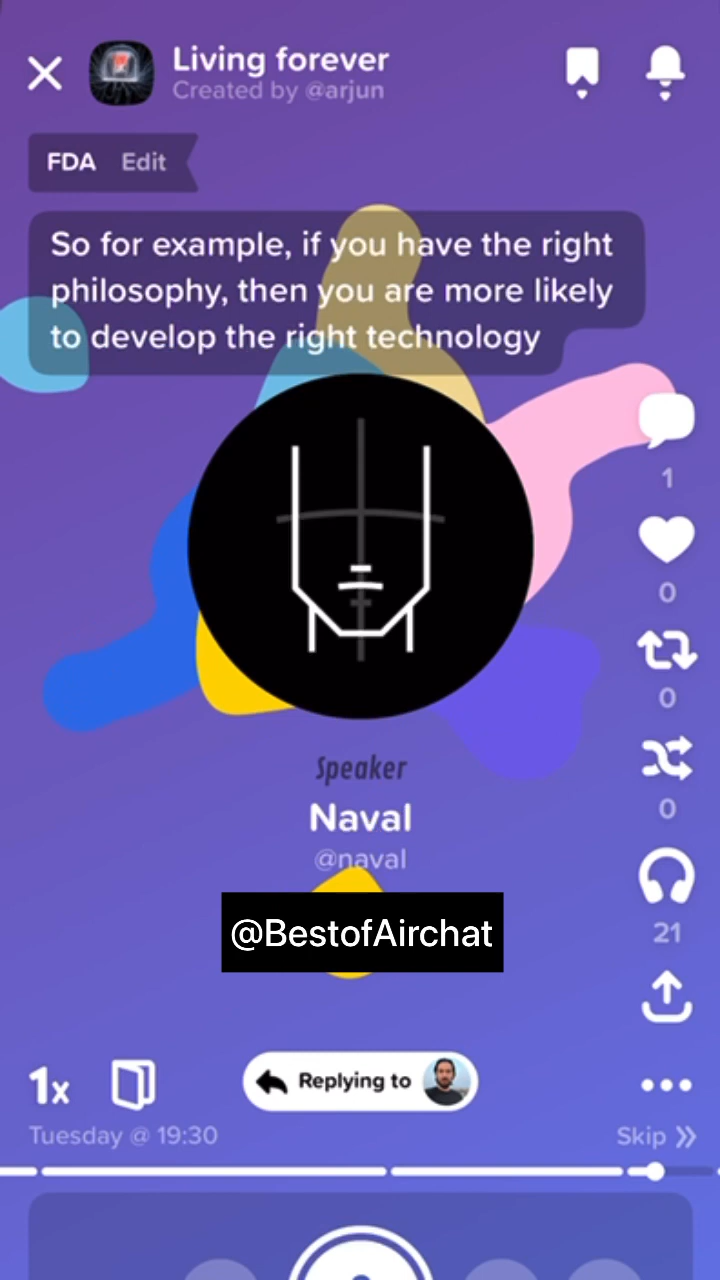 Living forever
Created by @arjun
FDA Edit
So for example, if you have the right
philosophy, then you are more likely
to develop the right technology
1
0
0
0
21
Speaker
Naval
@naval
@BestofAirchat
1x
Replying to
Tuesday @ 19:30
Skip